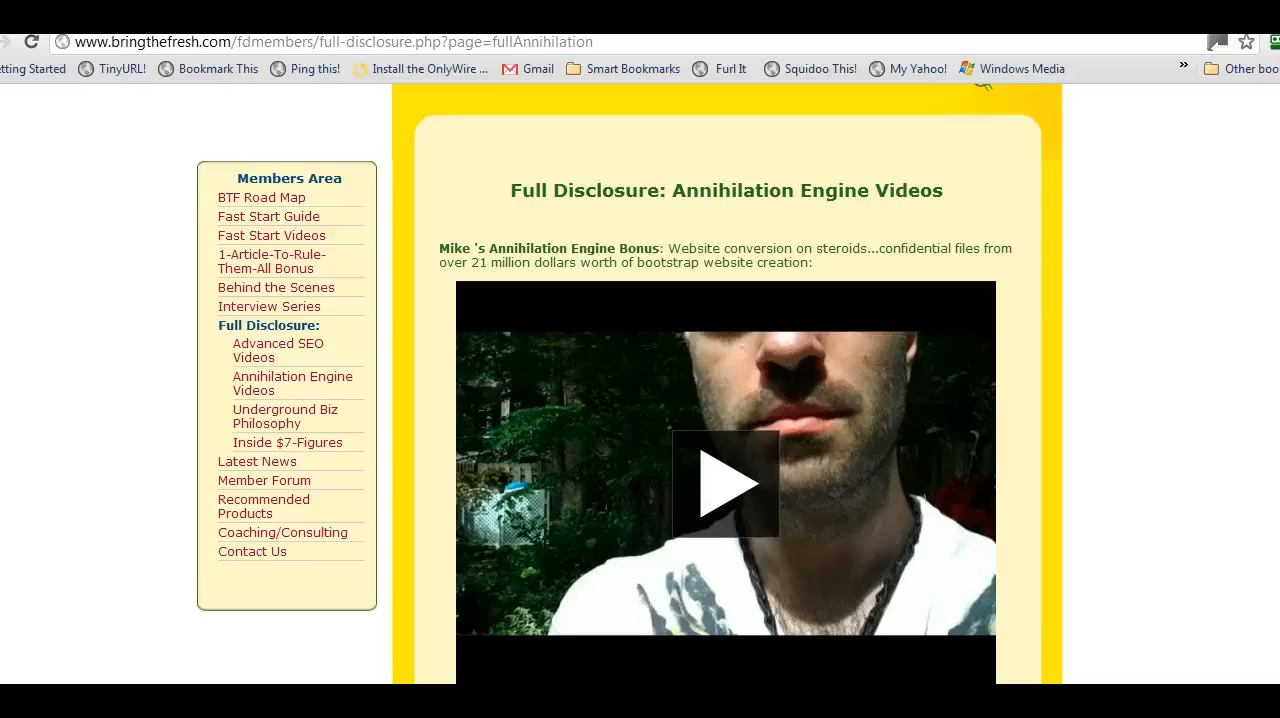 www.bringthefresh.com/fdmembers/full-disclosure.php?page=fullAnnihilation
etting Started TinyURL! Bookmark This Ping this! Install the OnlyWire ... Gmail Smart Bookmarks Furl It Squidoo This! My Yahoo! Windows Media » Other boo
Members Area
BTF Road Map
Fast Start Guide
Fast Start Videos
1-Article-To-Rule-
Them-All Bonus
Behind the Scenes
Interview Series
Full Disclosure:
Advanced SEO
Videos
Annihilation Engine
Videos
Underground Biz
Philosophy
Inside $7-Figures
Latest News
Member Forum
Recommended
Products
Coaching/Consulting
Contact Us
Full Disclosure: Annihilation Engine Videos
Mike 's Annihilation Engine Bonus: Website conversion on steroids...confidential files from
over 21 million dollars worth of bootstrap website creation: